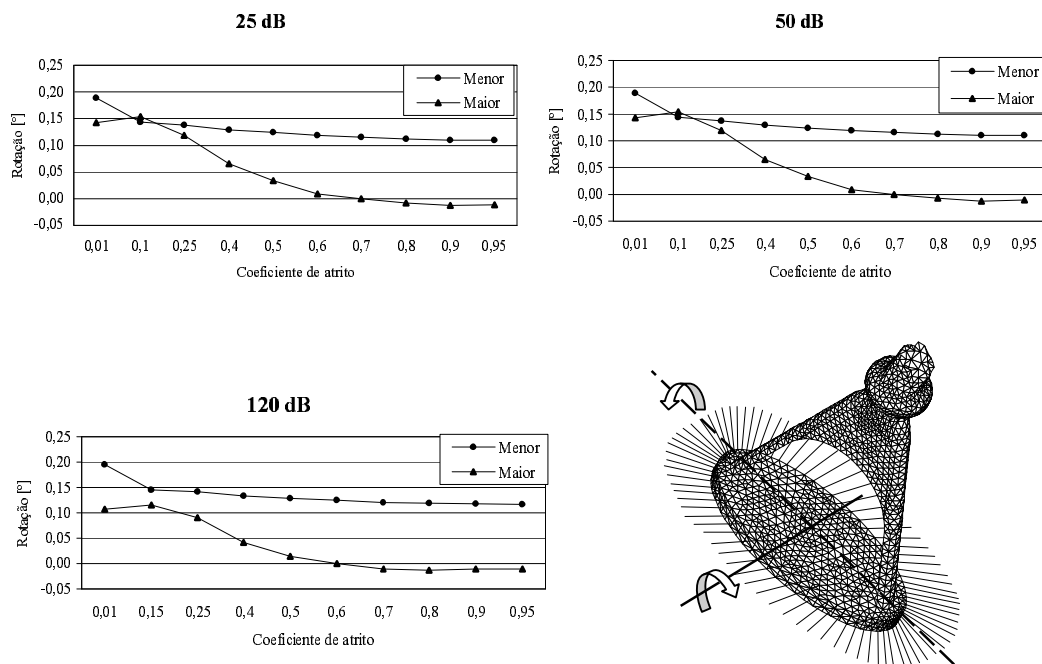 25 dB
0,25
0,20
0,15
0,10
0,05
0,00
-0,05
Rotação [º]
Menor
Maior
0,01 0,1 0,25 0,4 0,5 0,6 0,7 0,8 0,9 0,95
Coeficiente de atrito
50 dB
0,25
0,20
0,15
0,10
0,05
0,00
-0,05
Rotação [º]
Menor
Maior
0,01 0,1 0,25 0,4 0,5 0,6 0,7 0,8 0,9 0,95
Coeficiente de atrito
120 dB
0,25
0,20
0,15
0,10
0,05
0,00
-0,05
Rotação [º]
Menor
Maior
0,01 0,15 0,25 0,4 0,5 0,6 0,7 0,8 0,9 0,95
Coeficiente de atrito